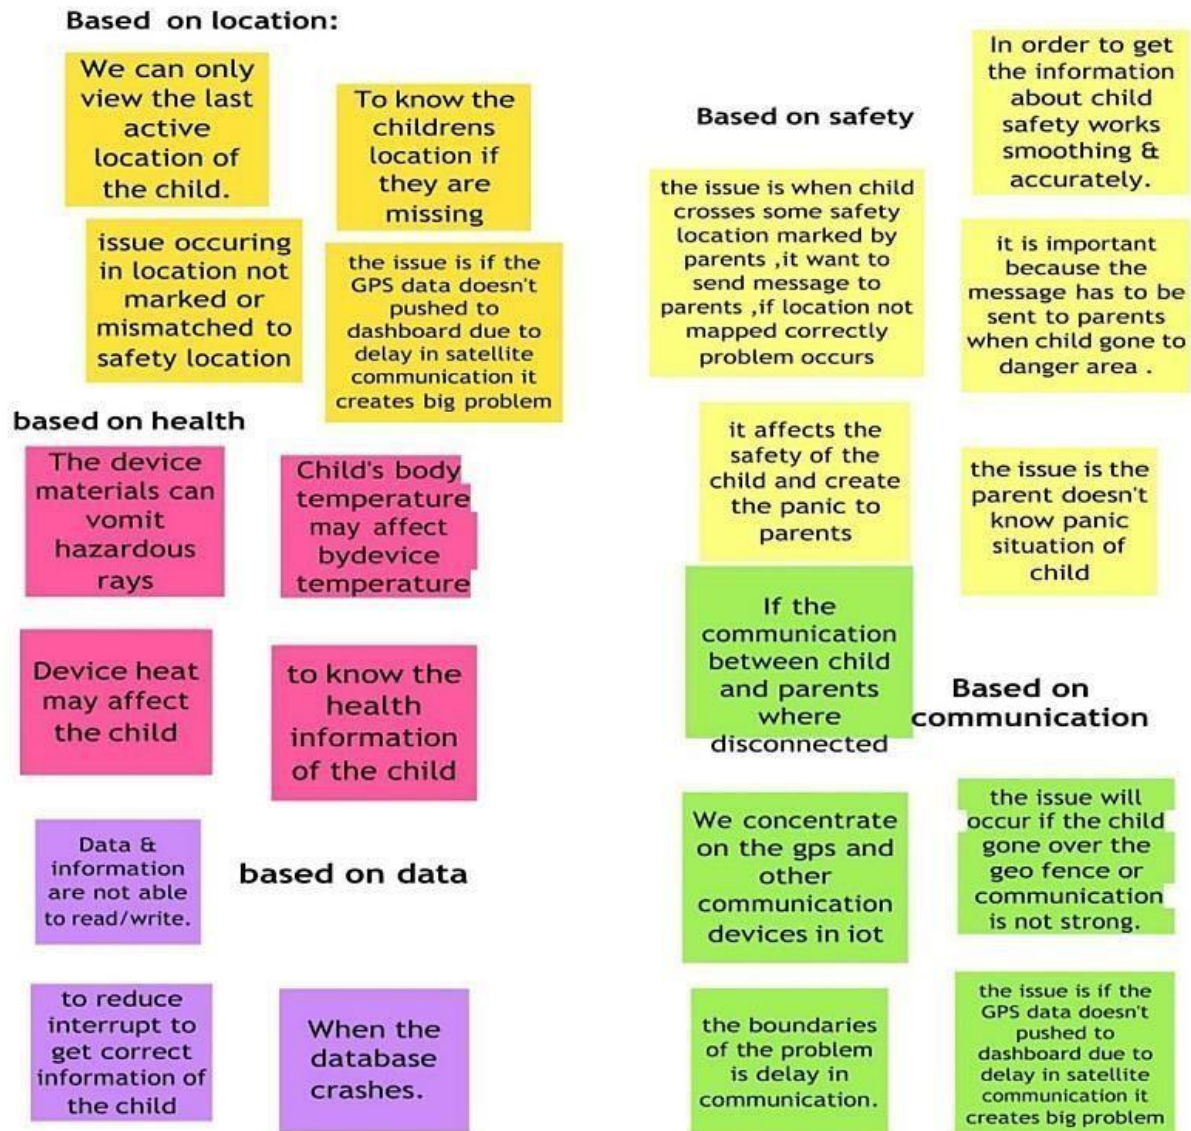 Based on location:
We can only
view the last
active
location of
the child.
To know the
childrens
location if
they are
missing
issue occuring
in location not
marked or
mismatched to
safety location
the issue is if the
GPS data doesn't
pushed to
dashboard due to
delay in satellite
communication it
creates big problem
based on health
The device
materials can
vomit
hazardous
rays
Child's body
temperature
may affect
bydevice
temperature
Device heat
may affect
the child
to know the
health
information
of the child
Data &
information
are not able
to read/write.
based on data
to reduce
interrupt to
get correct
information of
the child
When the
database
crashes.
Based on safety
In order to get
the information
about child
safety works
smoothing &
accurately.
the issue is when child
crosses some safety
location marked by
parents ,it want to
send message to
parents ,if location not
mapped correctly
problem occurs
it is important
because the
message has to be
sent to parents
when child gone to
danger area .
it affects the
safety of the
child and create
the panic to
parents
the issue is the
parent doesn't
know panic
situation of
child
If the
communication
between child
and parents
where
disconnected
Based on
communication
We concentrate
on the gps and
other
communication
devices in iot
the issue will
occur if the child
gone over the
geo fence or
communication
is not strong.
the boundaries
of the problem
is delay in
communication.
the issue is if the
GPS data doesn't
pushed to
dashboard due to
delay in satellite
communication it
creates big problem